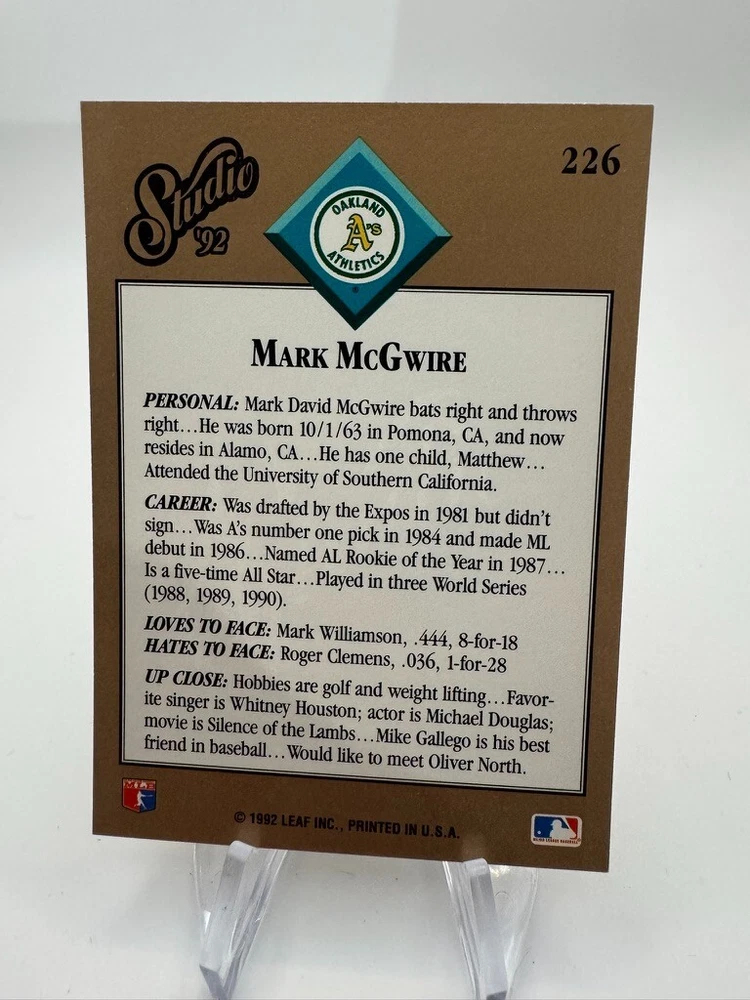 Studio
'92
226
OAKLAND
A's
ATHLETICS
MARK MCGWIRE
PERSONAL: Mark David McGwire bats right and throws
right...He was born 10/1/63 in Pomona, CA, and now
resides in Alamo, CA...He has one child, Matthew...
Attended the University of Southern California.
CAREER: Was drafted by the Expos in 1981 but didn't
sign...Was A's number one pick in 1984 and made ML
debut in 1986...Named AL Rookie of the Year in 1987...
Is a five-time All Star...Played in three World Series
(1988, 1989, 1990).
LOVES TO FACE: Mark Williamson, .444, 8-for-18
HATES TO FACE: Roger Clemens, .036, 1-for-28
UP CLOSE: Hobbies are golf and weight lifting...Favor-
ite singer is Whitney Houston; actor is Michael Douglas;
movie is Silence of the Lambs...Mike Gallego is his best
friend in baseball...Would like to meet Oliver North.
© 1992 LEAF INC., PRINTED IN U.S.A.
MAJOR LEAGUE BASEBALL